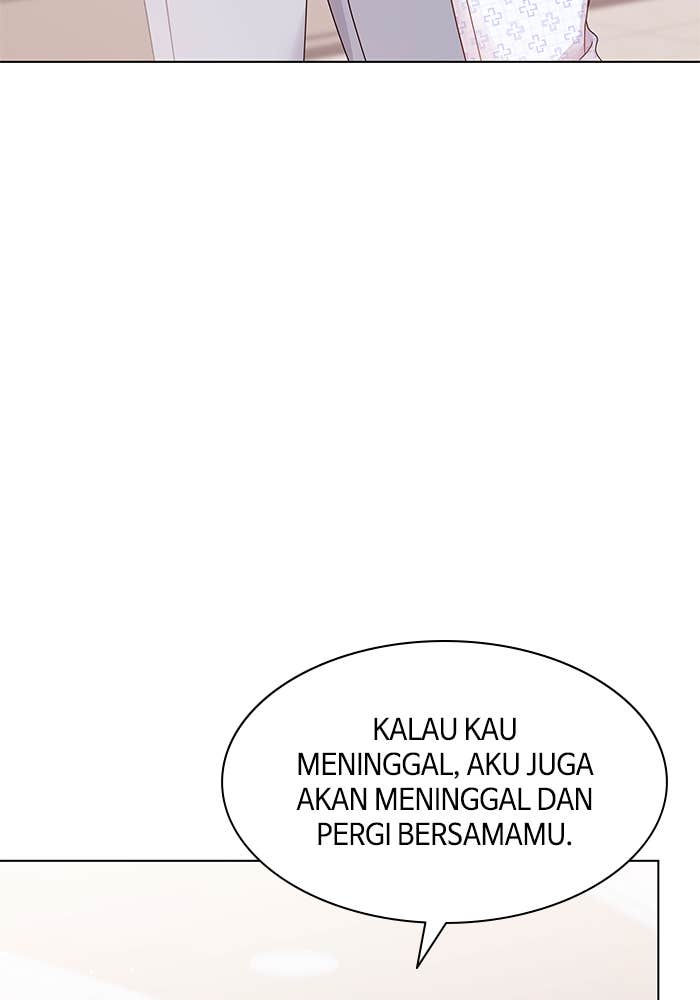 KALAU KAU
MENINGGAL, AKU JUGA
AKAN MENINGGAL DAN
PERGI BERSAMAMU.